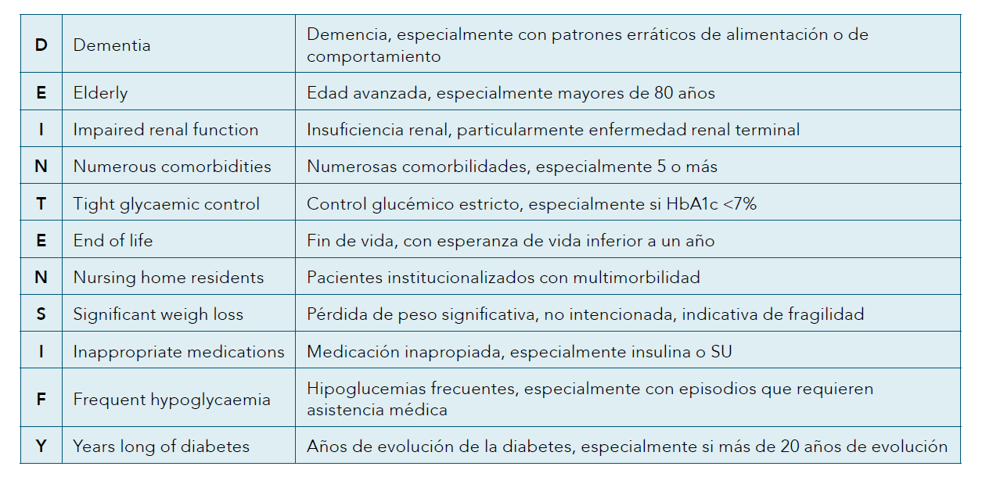 D Dementia Demencia, especialmente con patrones erráticos de alimentación o de
comportamiento
E Elderly Edad avanzada, especialmente mayores de 80 años
I Impaired renal function Insuficiencia renal, particularmente enfermedad renal terminal
N Numerous comorbidities Numerosas comorbilidades, especialmente 5 o más
T Tight glycaemic control Control glucémico estricto, especialmente si HbA1c <7%
E End of life Fin de vida, con esperanza de vida inferior a un año
N Nursing home residents Pacientes institucionalizados con multimorbilidad
S Significant weigh loss Pérdida de peso significativa, no intencionada, indicativa de fragilidad
I Inappropriate medications Medicación inapropiada, especialmente insulina o SU
F Frequent hypoglycaemia Hipoglucemias frecuentes, especialmente con episodios que requieren
asistencia médica
Y Years long of diabetes Años de evolución de la diabetes, especialmente si más de 20 años de evolución